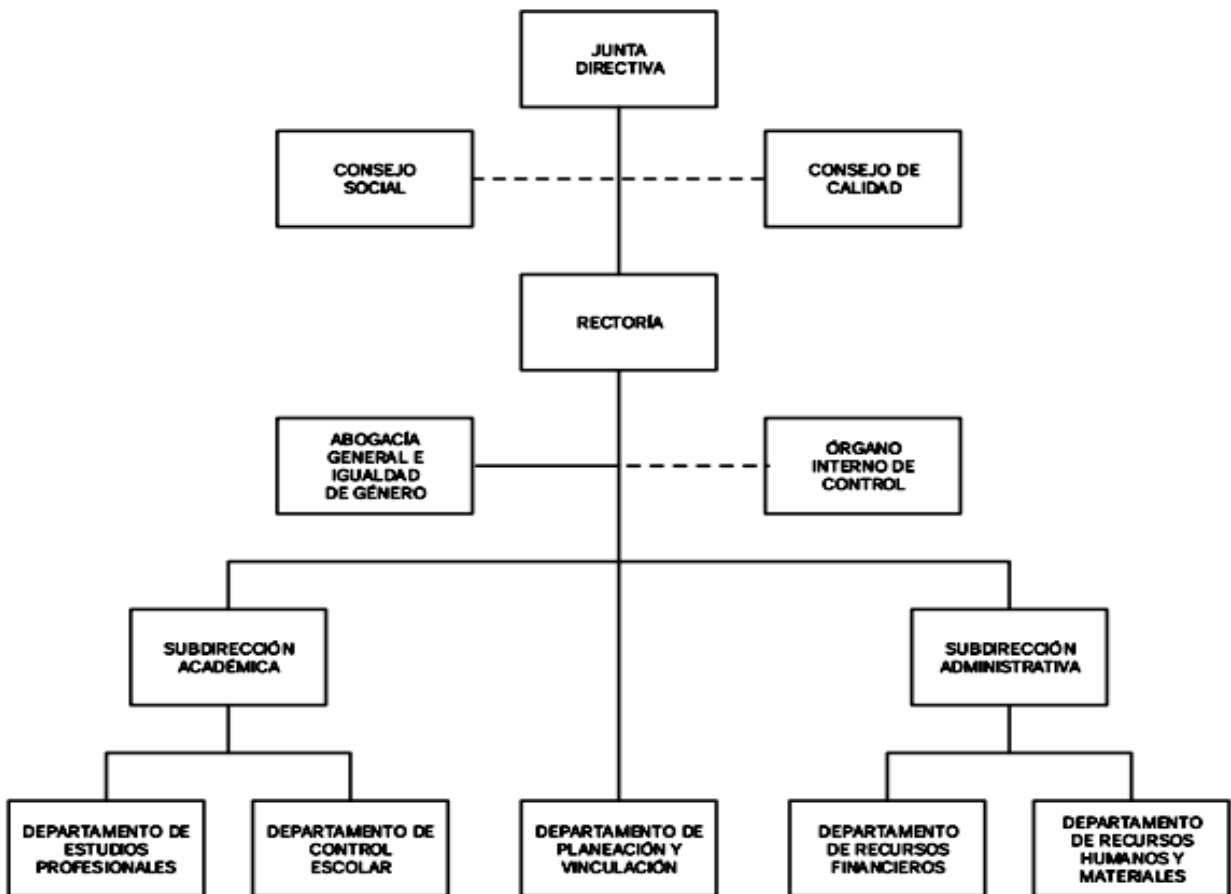 JUNTA
DIRECTIVA
CONSEJO
SOCIAL
CONSEJO DE
CALIDAD
RECTORÍA
ABOGACÍA
GENERAL E
IGUALDAD
DE GÉNERO
ÓRGANO
INTERNO DE
CONTROL
SUBDIRECCIÓN
ACADÉMICA
SUBDIRECCIÓN
ADMINISTRATIVA
DEPARTAMENTO DE
ESTUDIOS
PROFESIONALES
DEPARTAMENTO DE
CONTROL
ESCOLAR
DEPARTAMENTO DE
PLANEACIÓN Y
VINCULACIÓN
DEPARTAMENTO
DE RECURSOS
FINANCIEROS
DEPARTAMENTO
DE RECURSOS
HUMANOS Y
MATERIALES